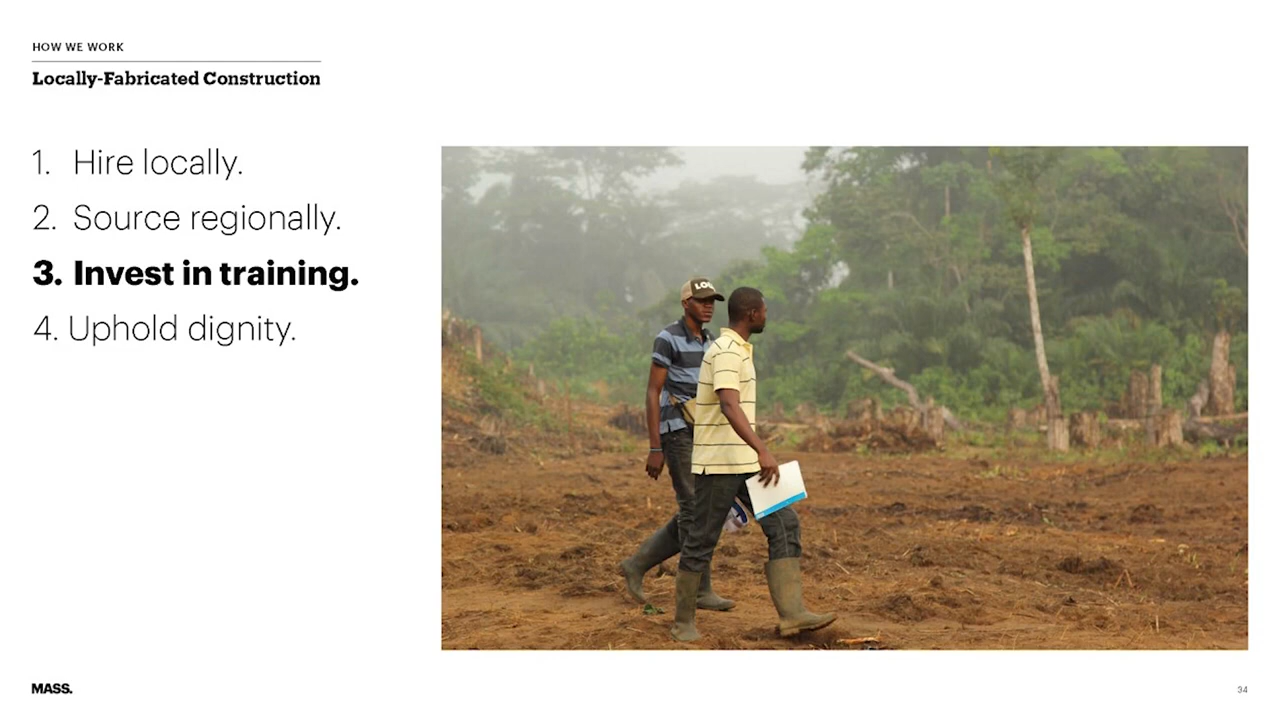 HOW WE WORK
Locally-Fabricated Construction
1. Hire locally.
2. Source regionally.
3. Invest in training.
4. Uphold dignity.
MASS.
34